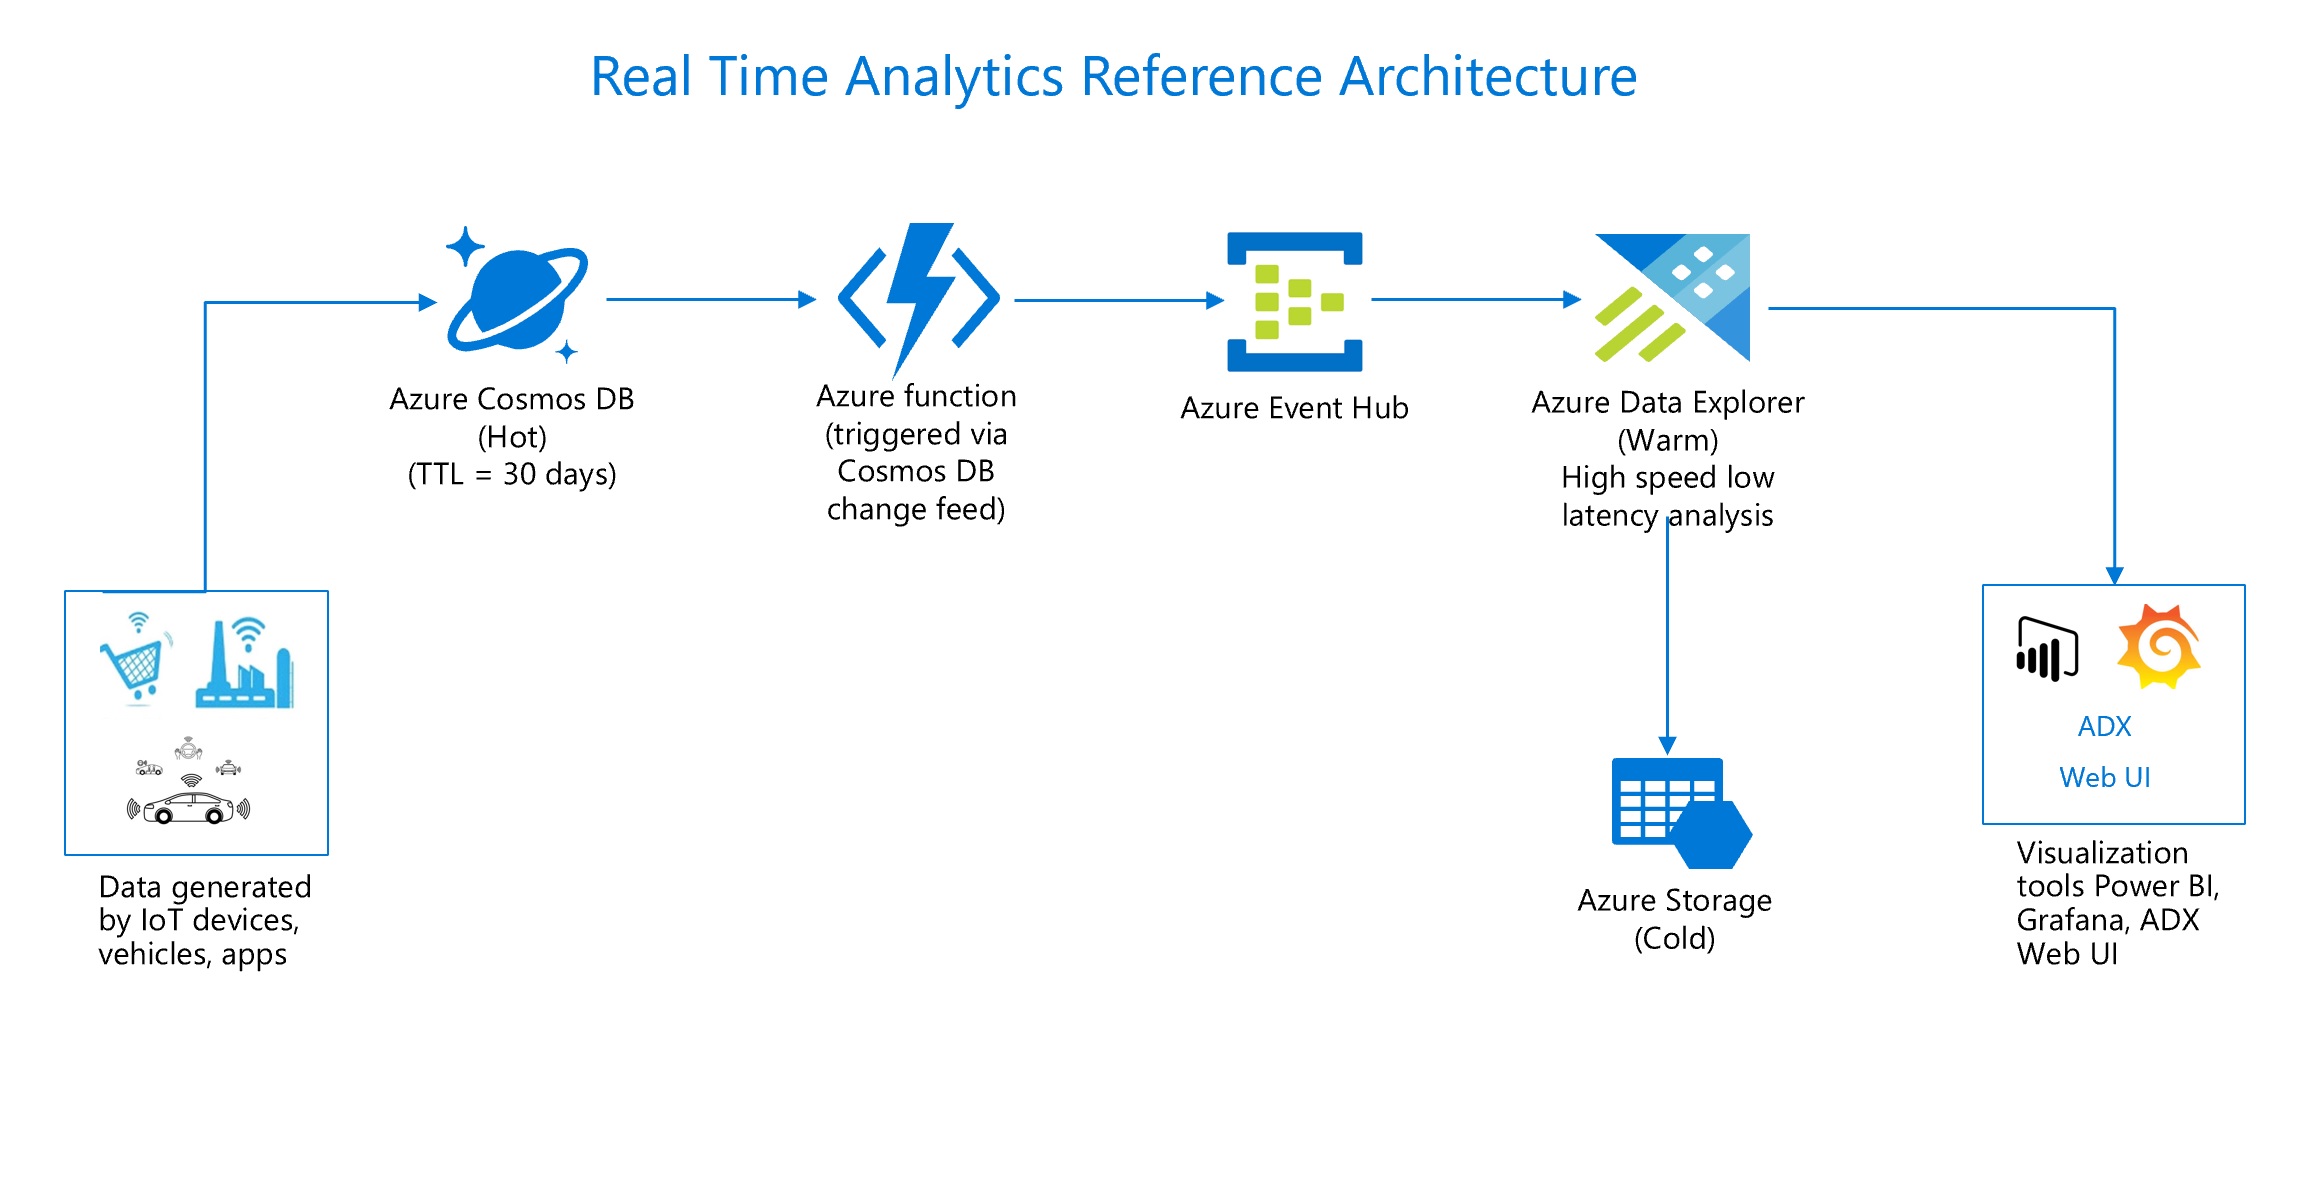 Real Time Analytics Reference Architecture
Azure Cosmos DB
(Hot)
(TTL = 30 days)
Azure function
(triggered via
Cosmos DB
change feed)
Azure Event Hub
Azure Data Explorer
(Warm)
High speed low
latency analysis
Data generated
by IoT devices,
vehicles, apps
Azure Storage
(Cold)
ADX
Web UI
Visualization
tools Power BI,
Grafana, ADX
Web UI